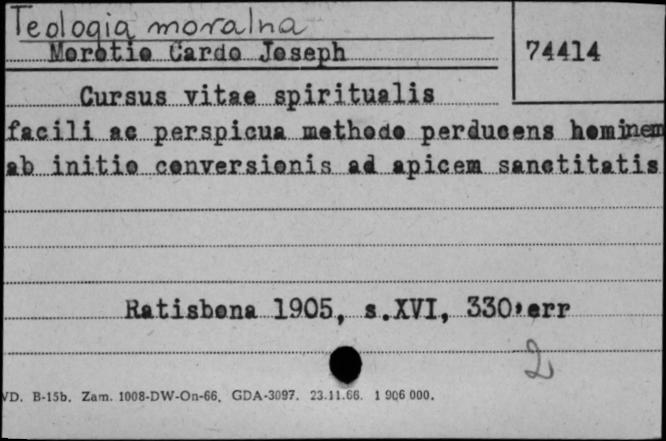 Teologia moralna
Morotio Cardo Joseph
74414
Cursus vitae spiritualis
facili ac perspicua methodo perducens hominem
ab initio conversionis ad apicem sanctitatis
Ratisbona 1905, s.XVI, 330,err
2
VD. B-15b. Zam. 1008-DW-On-66. GDA-3097. 23.11.66. 1 906 000.